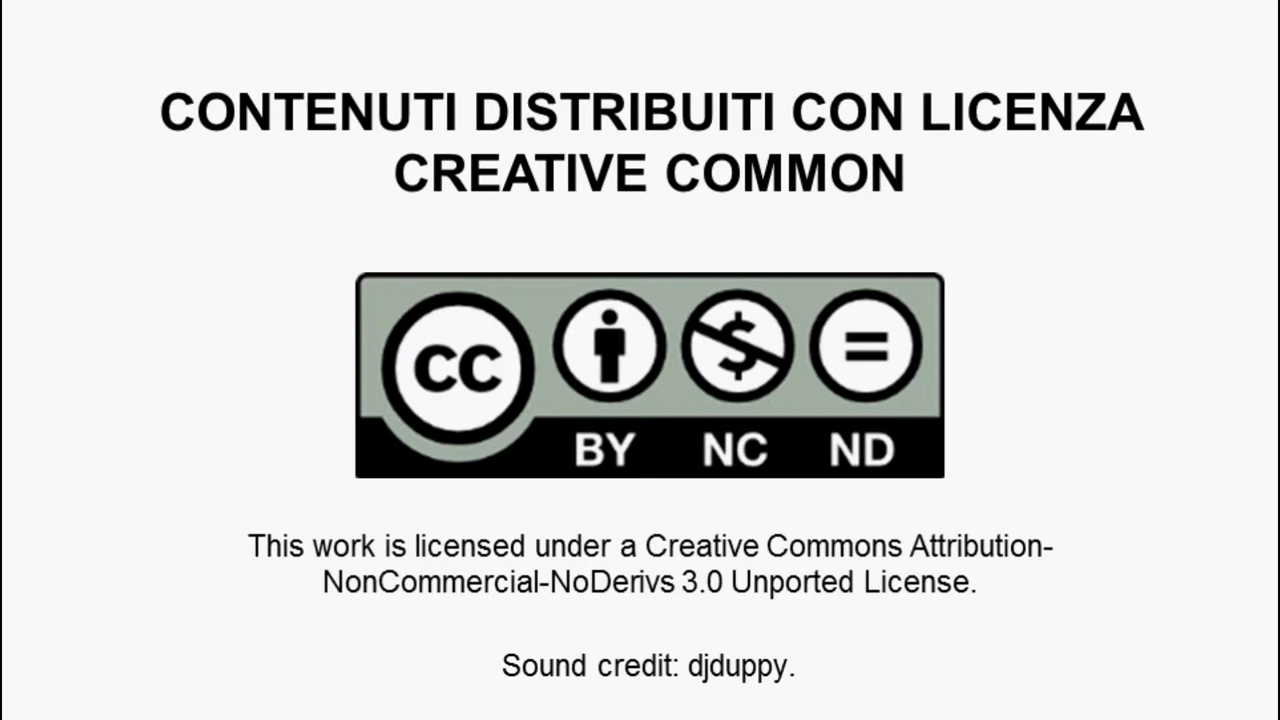 CONTENUTI DISTRIBUITI CON LICENZA
CREATIVE COMMON
CC
BY NC ND
This work is licensed under a Creative Commons Attribution-
NonCommercial-NoDerivs 3.0 Unported License.
Sound credit: djduppy.